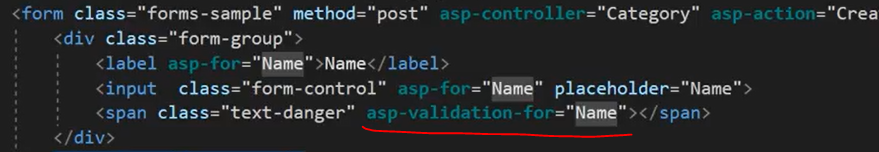 <form class="forms-sample" method="post" asp-controller="Category" asp-action="Crea
<div class="form-group">
<label asp-for="Name">Name</label>
<input  class="form-control" asp-for="Name" placeholder="Name">
<span class="text-danger" asp-validation-for="Name"></span>
</div>